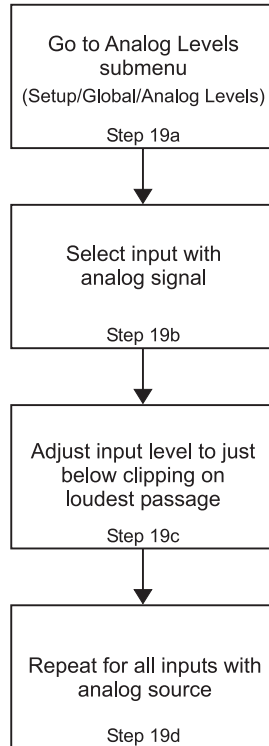 Go to Analog Levels
submenu
(Setup/Global/Analog Levels)
Step 19a
Select input with
analog signal
Step 19b
Adjust input level to just
below clipping on
loudest passage
Step 19c
Repeat for all inputs with
analog source
Step 19d